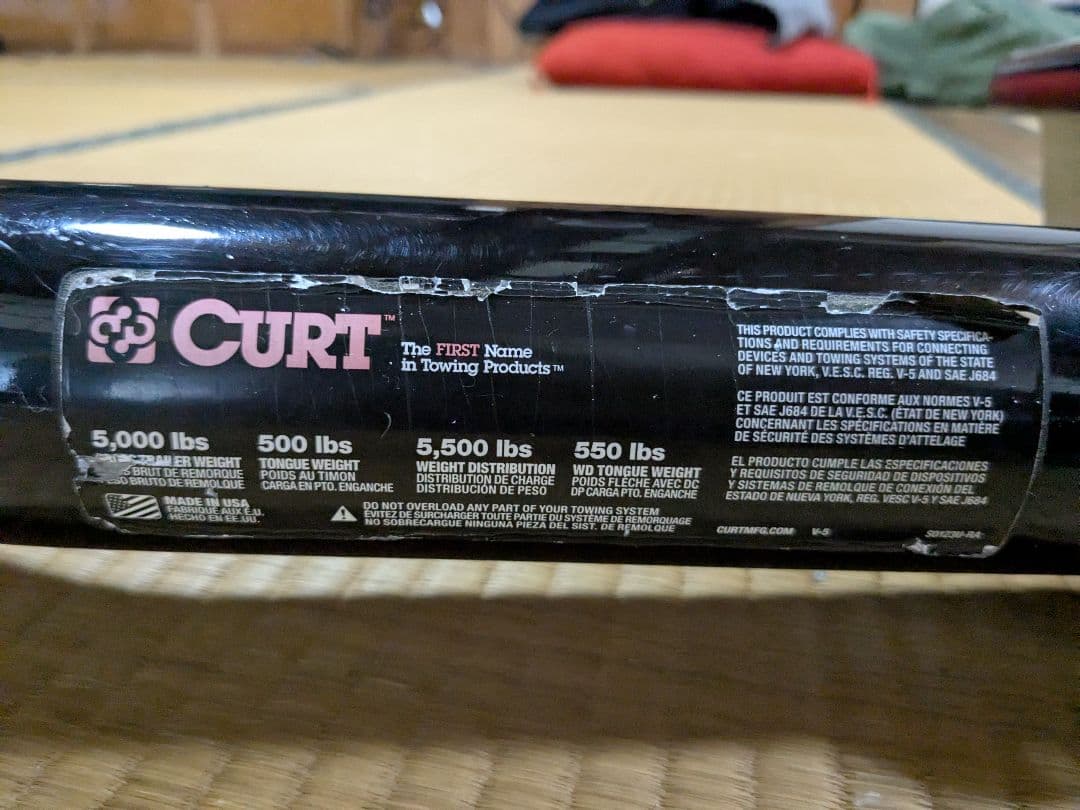 CURT™
The FIRST Name
in Towing Products™
5,000 lbs
TRAILER WEIGHT
BRUT DE REMORQUE
BRUTO DE REMOLQUE
500 lbs
TONGUE WEIGHT
POIDS AU TIMON
CARGA EN PTO. ENGANCHE
5,500 lbs
WEIGHT DISTRIBUTION
DISTRIBUTION DE CHARGE
DISTRIBUCIÓN DE PESO
550 lbs
WD TONGUE WEIGHT
POIDS FLÈCHE AVEC DC
DP CARGA PTO. ENGANCHE
MADE IN USA
FABRIQUÉ AUX É.U.
HECHO EN EE.UU.
DO NOT OVERLOAD ANY PART OF YOUR TOWING SYSTEM
ÉVITEZ DE SURCHARGER TOUTE PARTIE DU SYSTÈME DE REMORQUAGE
NO SOBRECARGUE NINGUNA PIEZA DEL SIST. DE REMOLQUE
THIS PRODUCT COMPLIES WITH SAFETY SPECIFICA-
TIONS AND REQUIREMENTS FOR CONNECTING
DEVICES AND TOWING SYSTEMS OF THE STATE
OF NEW YORK, V.E.S.C. REG. V-5 AND SAE J684
CE PRODUIT EST CONFORME AUX NORMES V-5
ET SAE J684 DE LA V.E.S.C. (ÉTAT DE NEW YORK)
CONCERNANT LES SPÉCIFICATIONS EN MATIÈRE
DE SÉCURITÉ DES SYSTÈMES D'ATTELAGE
EL PRODUCTO CUMPLE LAS ESPECIFICACIONES
Y REQUISITOS DE SEGURIDAD DE DISPOSITIVOS
Y SISTEMAS DE REMOLQUE O CONEXIÓN DEL
ESTADO DE NUEVA YORK, REG. VESC V-5 Y SAE J684
CURTMFG.COM V-5